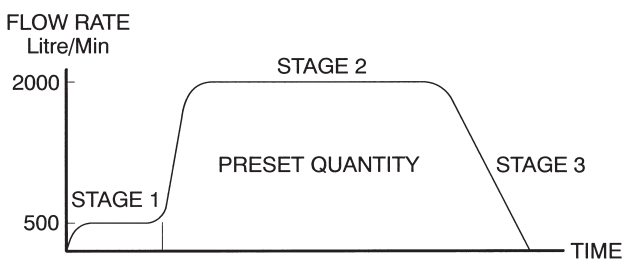 FLOW RATE
Litre/Min
STAGE 2
2000
PRESET QUANTITY
STAGE 3
STAGE 1
500
TIME